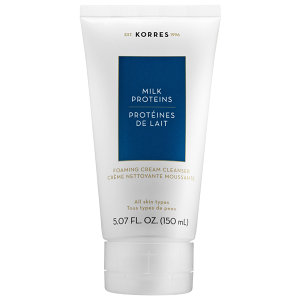 EST KORRES 1996
MILK
PROTEINS
PROTÉINES
DE LAIT
FOAMING CREAM CLEANSER
CRÈME NETTOYANTE MOUSSANTE
All skin types
Tous types de peau
5.07 FL. OZ. (150 mL)